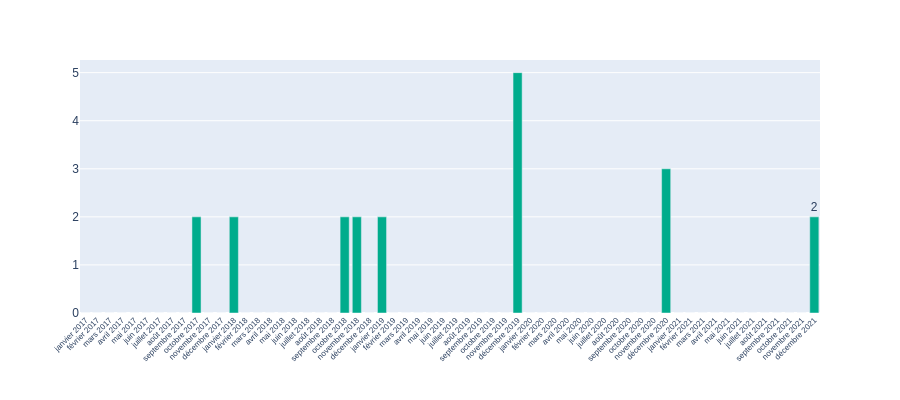 5
4
3
2
1
0
2
janvier 2017
février 2017
mars 2017
avril 2017
mai 2017
juin 2017
juillet 2017
août 2017
septembre 2017
octobre 2017
novembre 2017
décembre 2017
janvier 2018
février 2018
mars 2018
avril 2018
mai 2018
juin 2018
juillet 2018
août 2018
septembre 2018
octobre 2018
novembre 2018
décembre 2018
janvier 2019
février 2019
mars 2019
avril 2019
mai 2019
juin 2019
juillet 2019
août 2019
septembre 2019
octobre 2019
novembre 2019
décembre 2019
janvier 2020
février 2020
mars 2020
avril 2020
mai 2020
juin 2020
juillet 2020
août 2020
septembre 2020
octobre 2020
novembre 2020
décembre 2020
janvier 2021
février 2021
mars 2021
avril 2021
mai 2021
juin 2021
juillet 2021
août 2021
septembre 2021
octobre 2021
novembre 2021
décembre 2021